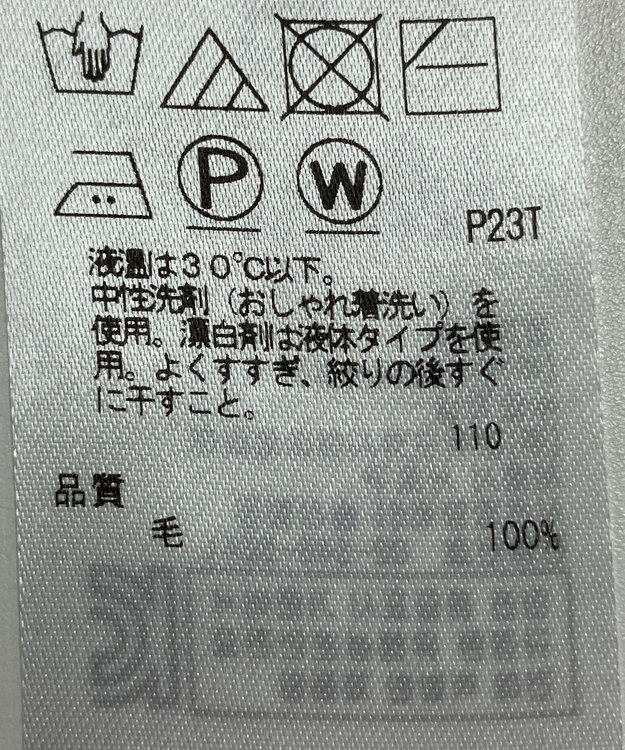 P W
P23T
液温は30℃以下。
中性洗剤（おしゃれ着洗い）を
使用。漂白剤は液体タイプを使
用。よくすすぎ、絞りの後すぐ
に干すこと。
110
品質
毛 100%